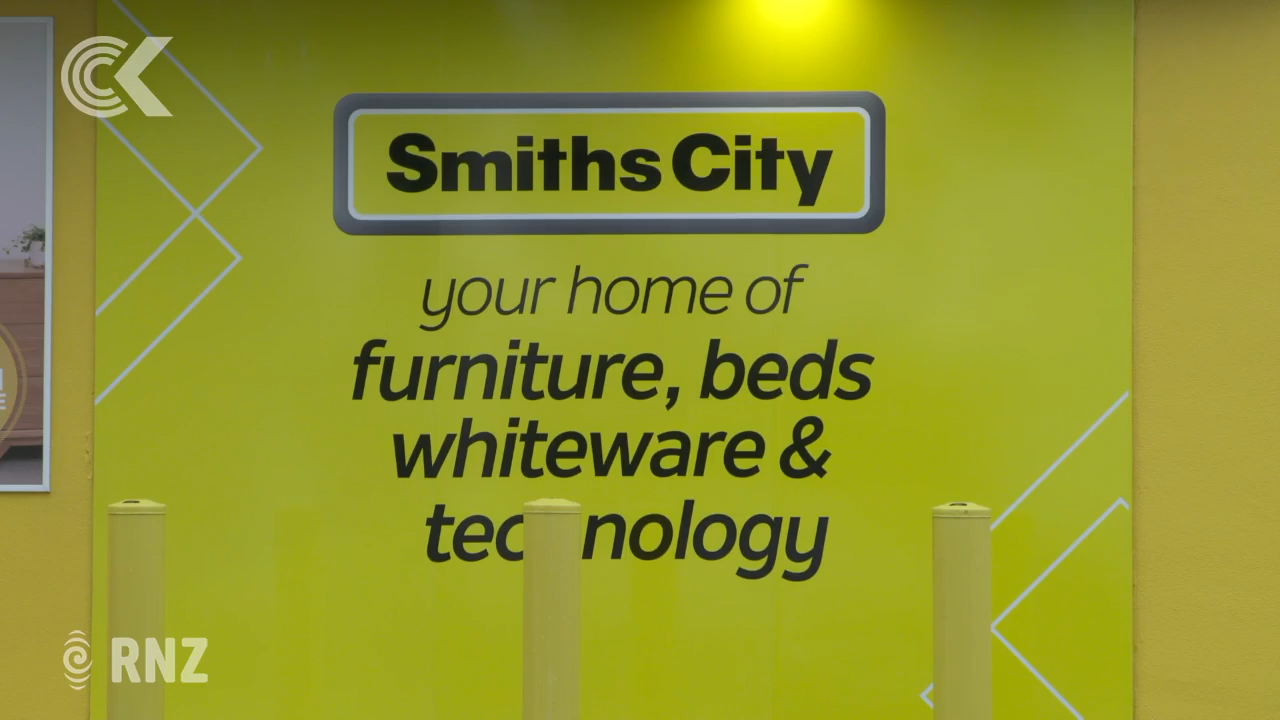 Smiths City
your home of
furniture, beds
whiteware &
technology
RNZ